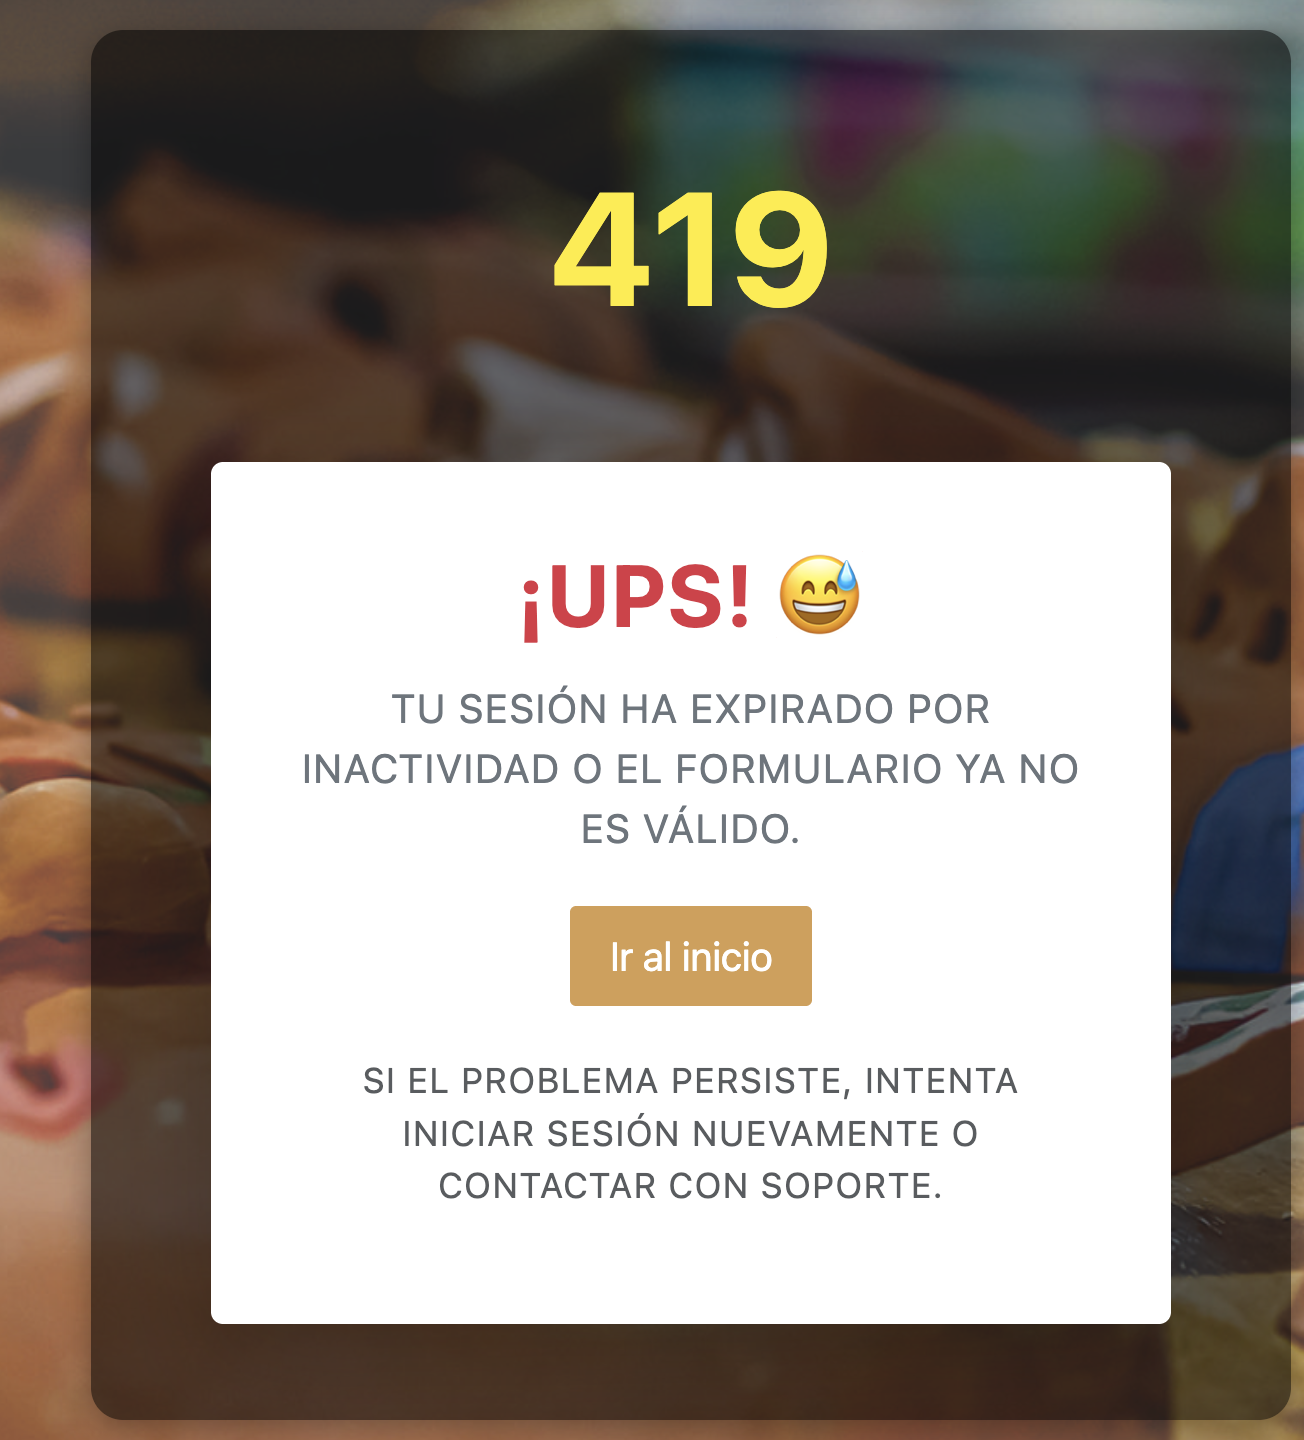 419
¡UPS! 😅
TU SESIÓN HA EXPIRADO POR
INACTIVIDAD O EL FORMULARIO YA NO
ES VÁLIDO.
Ir al inicio
SI EL PROBLEMA PERSISTE, INTENTA
INICIAR SESIÓN NUEVAMENTE O
CONTACTAR CON SOPORTE.